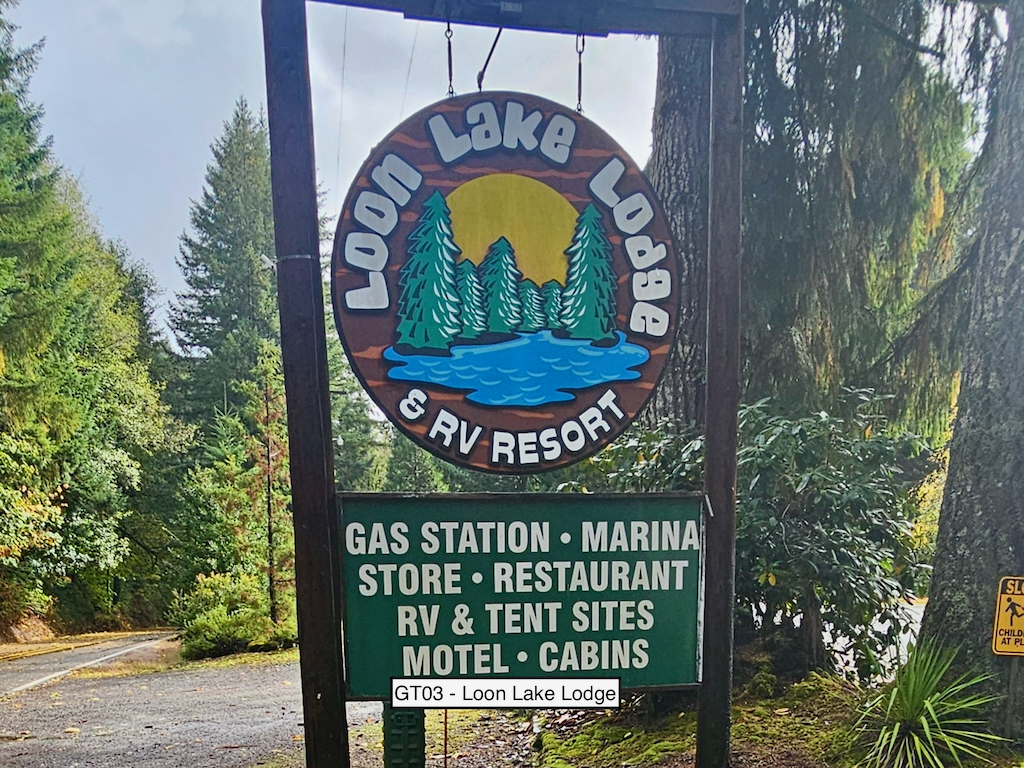 Loon Lake Lodge
& RV RESORT
GAS STATION • MARINA
STORE • RESTAURANT
RV & TENT SITES
MOTEL • CABINS
GT03 - Loon Lake Lodge